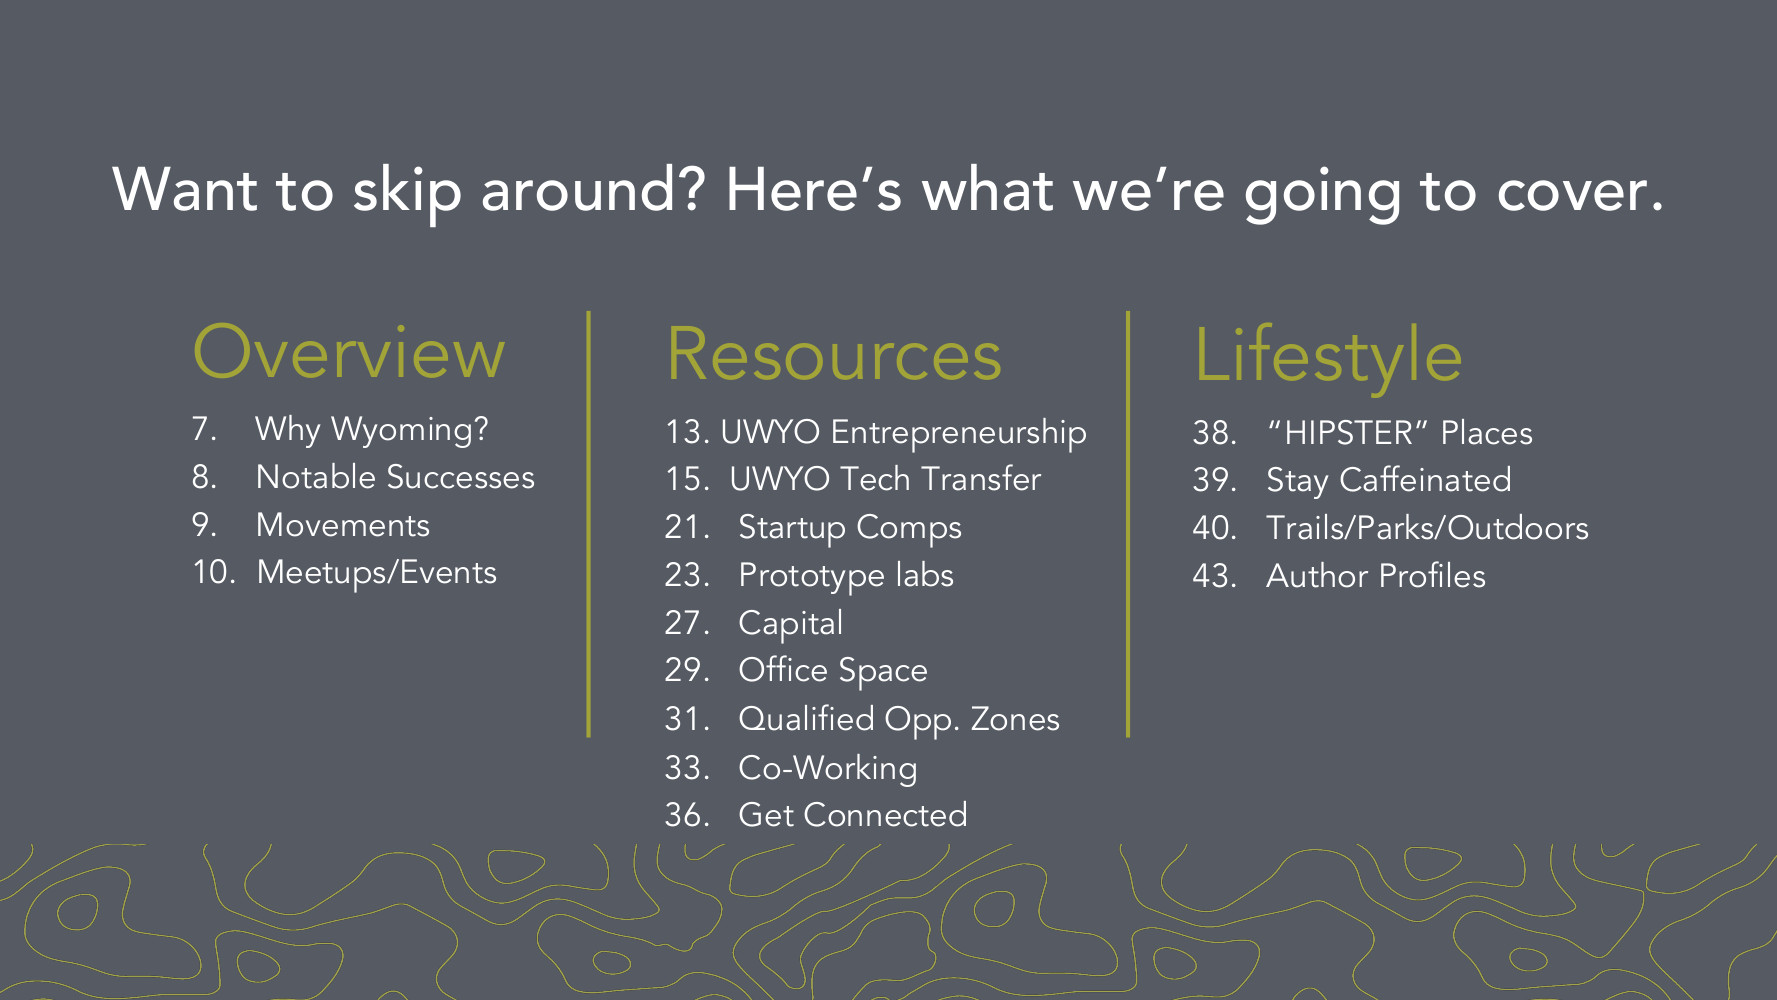 Want to skip around? Here’s what we’re going to cover.
Overview
7. Why Wyoming?
8. Notable Successes
9. Movements
10. Meetups/Events
Resources
13. UWYO Entrepreneurship
15. UWYO Tech Transfer
21. Startup Comps
23. Prototype labs
27. Capital
29. Office Space
31. Qualified Opp. Zones
33. Co-Working
36. Get Connected
Lifestyle
38. “HIPSTER” Places
39. Stay Caffeinated
40. Trails/Parks/Outdoors
43. Author Profiles